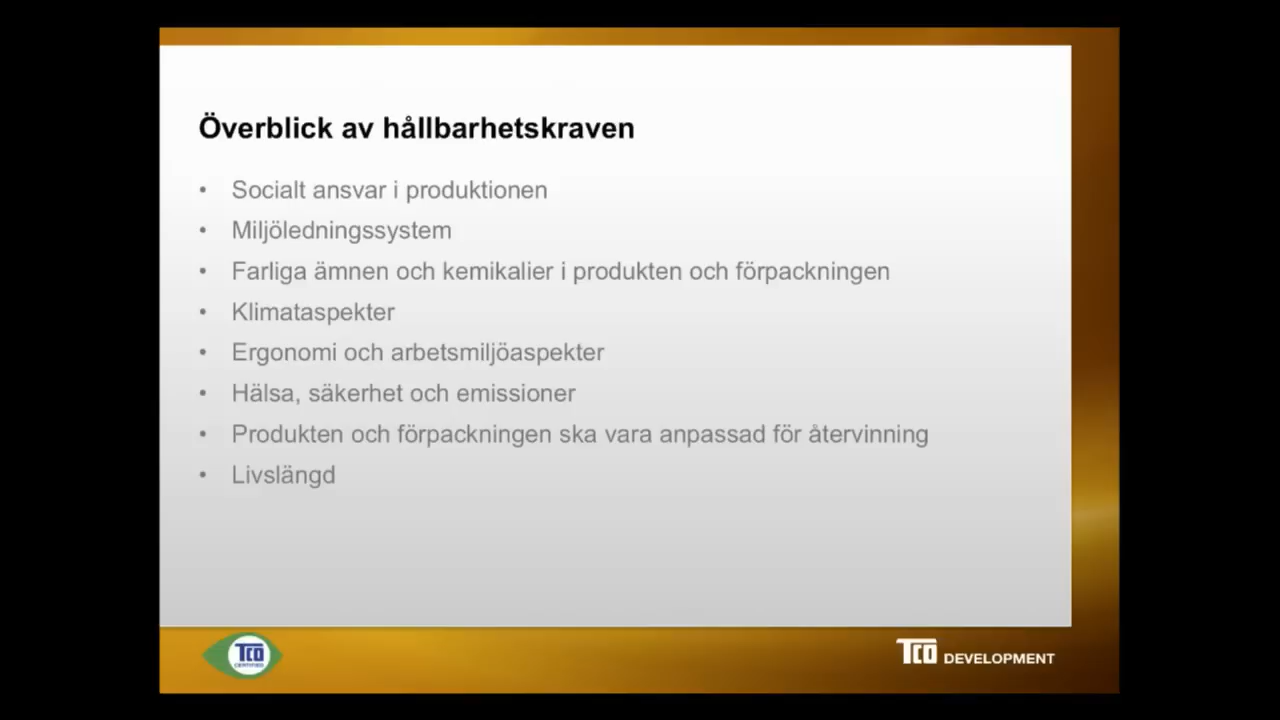 Överblick av hållbarhetskraven
• Socialt ansvar i produktionen
• Miljöledningssystem
• Farliga ämnen och kemikalier i produkten och förpackningen
• Klimataspekter
• Ergonomi och arbetsmiljöaspekter
• Hälsa, säkerhet och emissioner
• Produkten och förpackningen ska vara anpassad för återvinning
• Livslängd
TCO
CERTIFIED
TCO DEVELOPMENT